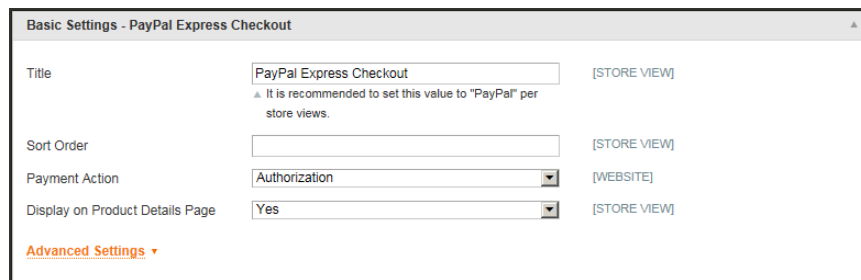 Basic Settings - PayPal Express Checkout
Title PayPal Express Checkout [STORE VIEW]
It is recommended to set this value to "PayPal" per
store views.
Sort Order [STORE VIEW]
Payment Action Authorization [WEBSITE]
Display on Product Details Page Yes [STORE VIEW]
Advanced Settings